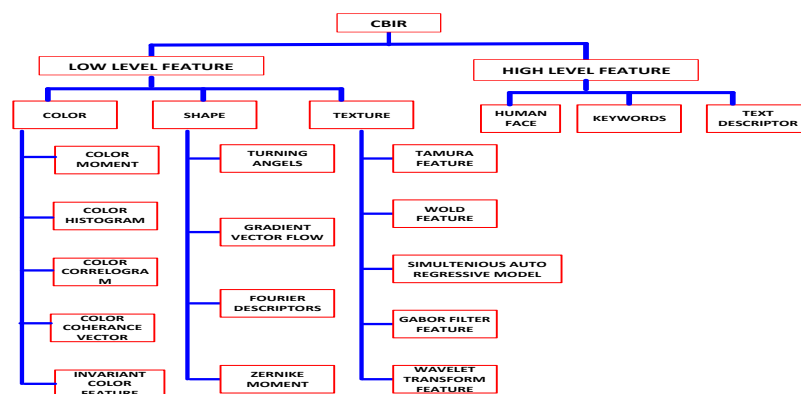 CBIR
LOW LEVEL FEATURE
HIGH LEVEL FEATURE
COLOR
SHAPE
TEXTURE
HUMAN
FACE
KEYWORDS
TEXT
DESCRIPTOR
COLOR
MOMENT
COLOR
HISTOGRAM
COLOR
CORRELOGRA
M
COLOR
COHERANCE
VECTOR
INVARIANT
COLOR
FEATURE
TURNING
ANGELS
GRADIENT
VECTOR FLOW
FOURIER
DESCRIPTORS
ZERNIKE
MOMENT
TAMURA
FEATURE
WOLD
FEATURE
SIMULTENIOUS AUTO
REGRESSIVE MODEL
GABOR FILTER
FEATURE
WAVELET
TRANSFORM
FEATURE